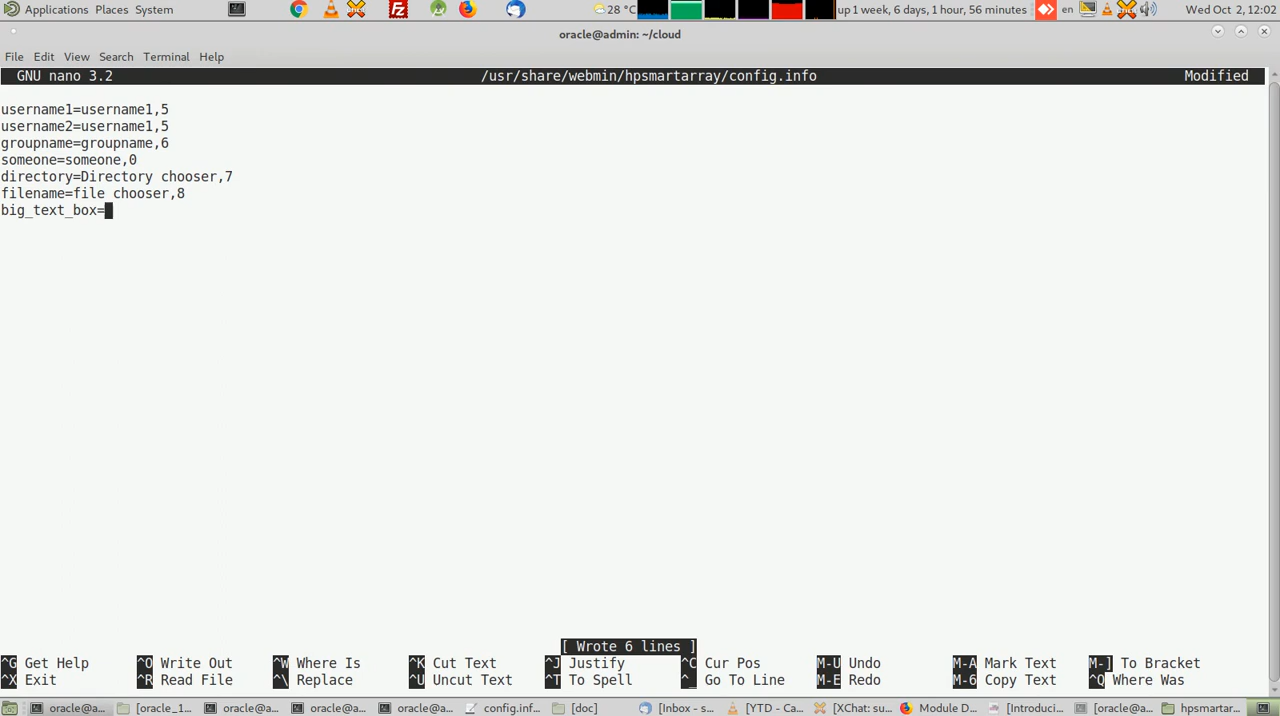 Applications Places System 28 °C up 1 week, 6 days, 1 hour, 56 minutes en Wed Oct 2, 12:02
oracle@admin: ~/cloud
File Edit View Search Terminal Help
GNU nano 3.2 /usr/share/webmin/hpsmartarray/config.info Modified
username1=username1,5
username2=username1,5
groupname=groupname,6
someone=someone,0
directory=Directory chooser,7
filename=file chooser,8
big_text_box=
[ Wrote 6 lines ]
^G Get Help ^O Write Out ^W Where Is ^K Cut Text ^J Justify ^C Cur Pos M-U Undo M-A Mark Text M-] To Bracket
^X Exit ^R Read File ^\ Replace ^U Uncut Text ^T To Spell ^_ Go To Line M-E Redo M-6 Copy Text ^Q Where Was
oracle@a... [oracle_1... oracle@a... oracle@a... oracle@a... config.inf... [doc] [Inbox - s... [YTD - Ca... [XChat: su... Module D... [Introduci... [oracle@a... hpsmartar...